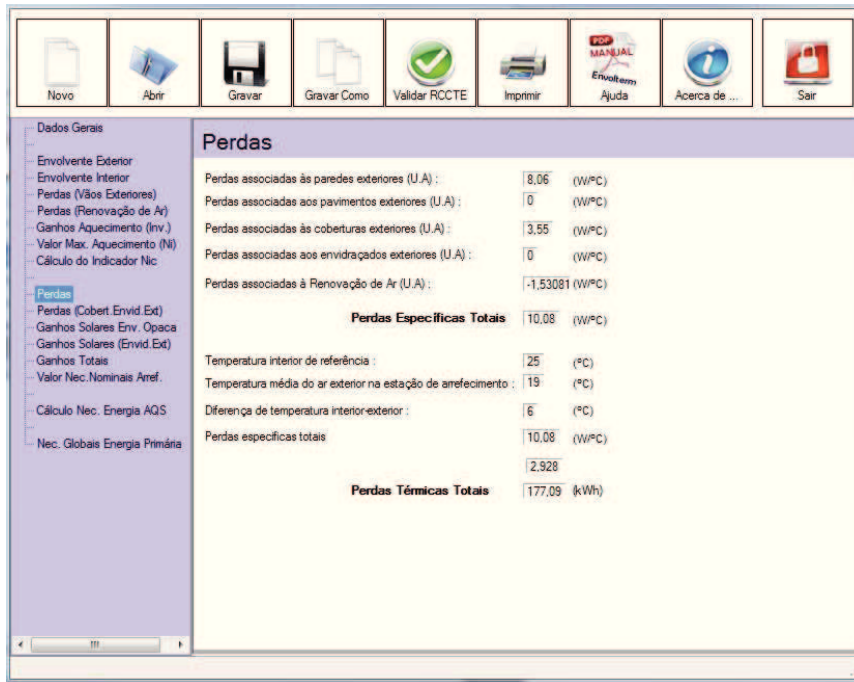 PDF
MANUAL
Envolterm
Novo
Abrir
Gravar
Gravar Como
Validar RCCTE
Imprimir
Ajuda
Acerca de ...
Sair
Dados Gerais
Envolvente Exterior
Envolvente Interior
Perdas (Vãos Exteriores)
Perdas (Renovação de Ar)
Ganhos Aquecimento (Inv.)
Valor Max. Aquecimento (Ni)
Cálculo do Indicador Nic
Perdas
Perdas (Cobert.Envid.Ext)
Ganhos Solares Env. Opaca
Ganhos Solares (Envid.Ext)
Ganhos Totais
Valor Nec.Nominais Arref.
Cálculo Nec. Energia AQS
Nec. Globais Energia Primária
Perdas
Perdas associadas às paredes exteriores (U.A) : 8,06 (W/ºC)
Perdas associadas aos pavimentos exteriores (U.A) : 0 (W/ºC)
Perdas associadas às coberturas exteriores (U.A) : 3,55 (W/ºC)
Perdas associadas aos envidraçados exteriores (U.A) : 0 (W/ºC)
Perdas associadas à Renovação de Ar (U.A) : -1,53081 (W/ºC)
Perdas Específicas Totais 10,08 (W/ºC)
Temperatura interior de referência : 25 (ºC)
Temperatura média do ar exterior na estação de arrefecimento : 19 (ºC)
Diferença de temperatura interior-exterior : 6 (ºC)
Perdas especificas totais 10,08 (W/ºC)
2.928
Perdas Térmicas Totais 177,09 (kWh)